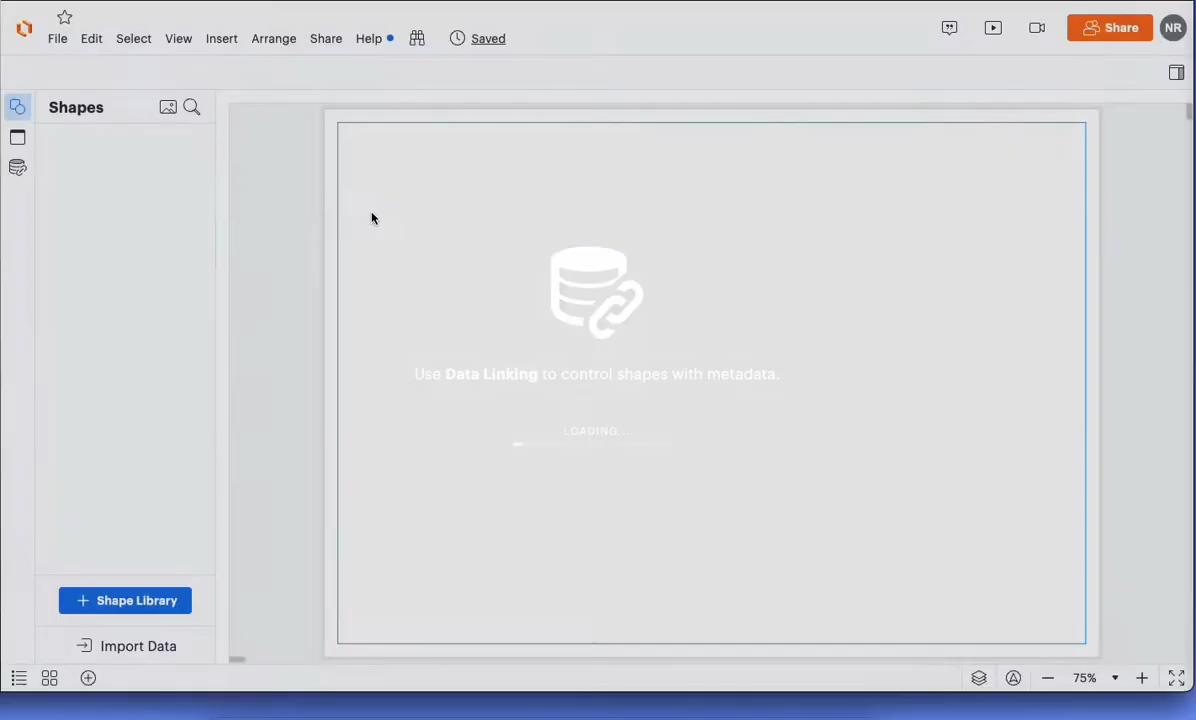 File Edit Select View Insert Arrange Share Help Saved
Share
NR
Shapes
Use Data Linking to control shapes with metadata.
LOADING...
+ Shape Library
Import Data
75%